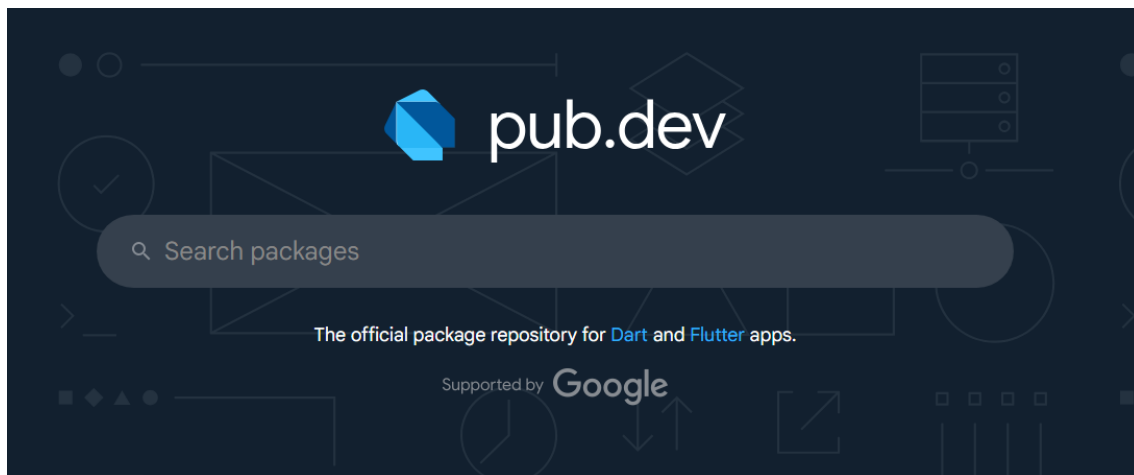 pub.dev
Search packages
The official package repository for Dart and Flutter apps.
Supported by Google